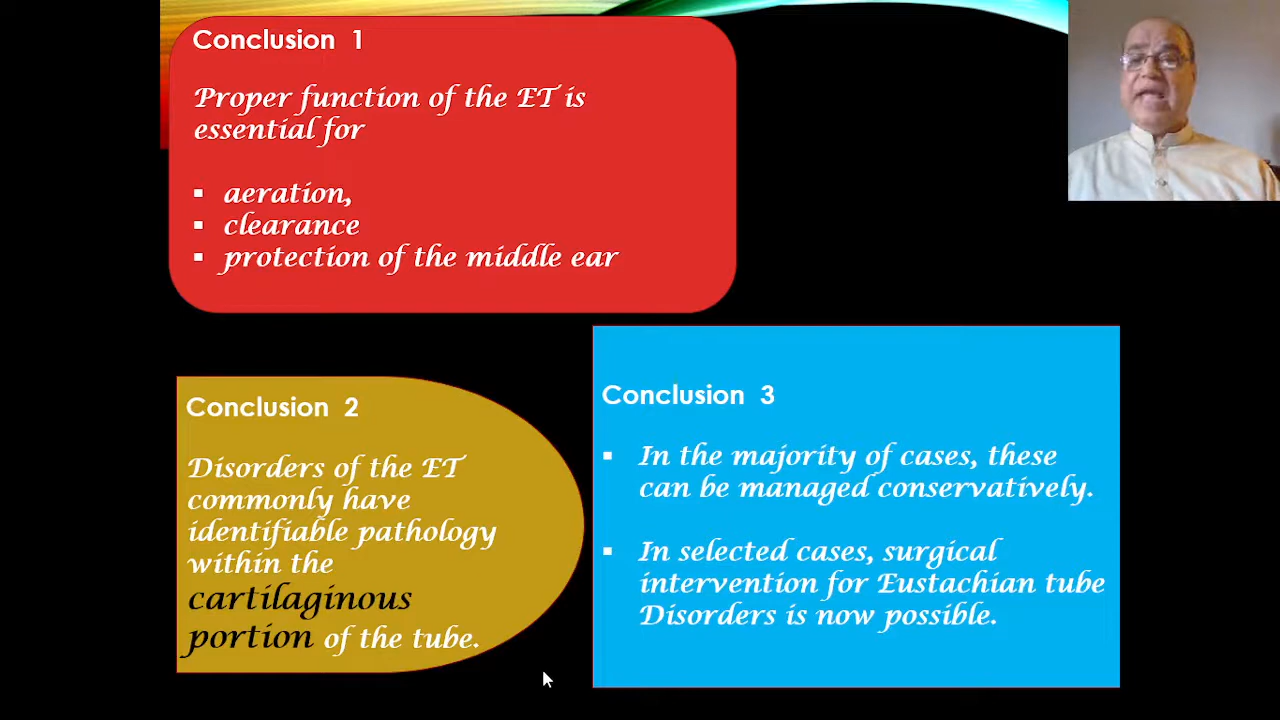 Conclusion 1
Proper function of the ET is
essential for
▪ aeration,
▪ clearance
▪ protection of the middle ear
Conclusion 2
Disorders of the ET
commonly have
identifiable pathology
within the
cartilaginous
portion of the tube.
Conclusion 3
▪ In the majority of cases, these
can be managed conservatively.
▪ In selected cases, surgical
intervention for Eustachian tube
Disorders is now possible.